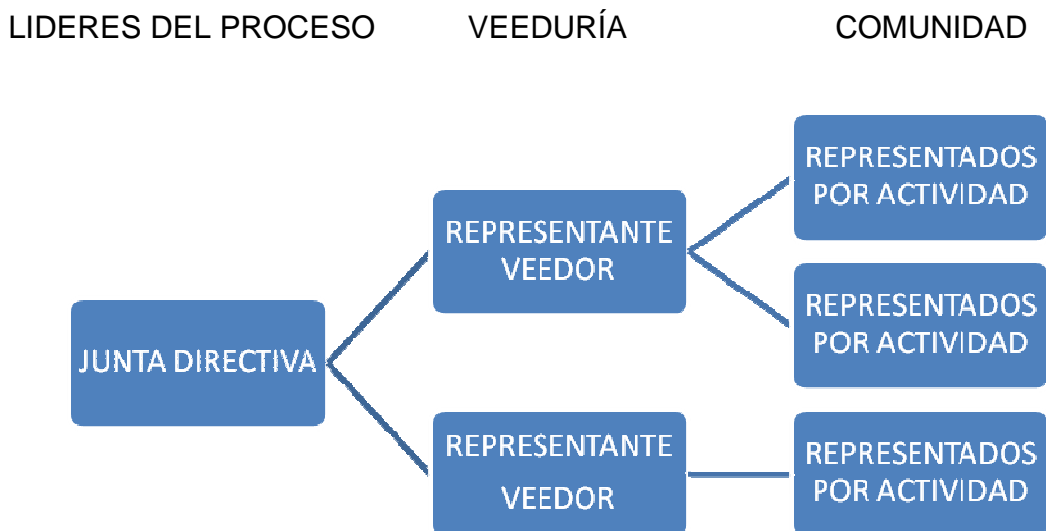 LIDERES DEL PROCESO VEEDURÍA COMUNIDAD
JUNTA DIRECTIVA
REPRESENTANTE
VEEDOR
REPRESENTADOS
POR ACTIVIDAD
REPRESENTADOS
POR ACTIVIDAD
REPRESENTANTE
VEEDOR
REPRESENTADOS
POR ACTIVIDAD